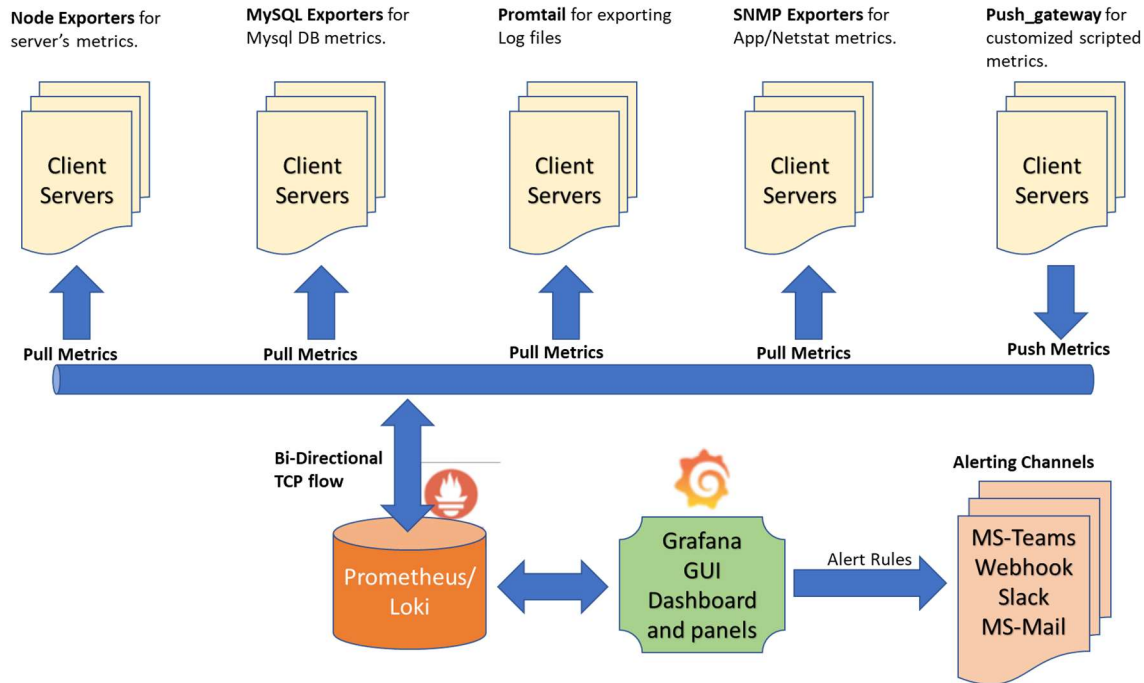 Node Exporters for
server's metrics.
MySQL Exporters for
Mysql DB metrics.
Promtail for exporting
Log files
SNMP Exporters for
App/Netstat metrics.
Push_gateway for
customized scripted
metrics.
Client
Servers
Client
Servers
Client
Servers
Client
Servers
Client
Servers
Pull Metrics
Pull Metrics
Pull Metrics
Pull Metrics
Push Metrics
Bi-Directional
TCP flow
Prometheus/
Loki
Grafana
GUI
Dashboard
and panels
Alert Rules
Alerting Channels
MS-Teams
Webhook
Slack
MS-Mail